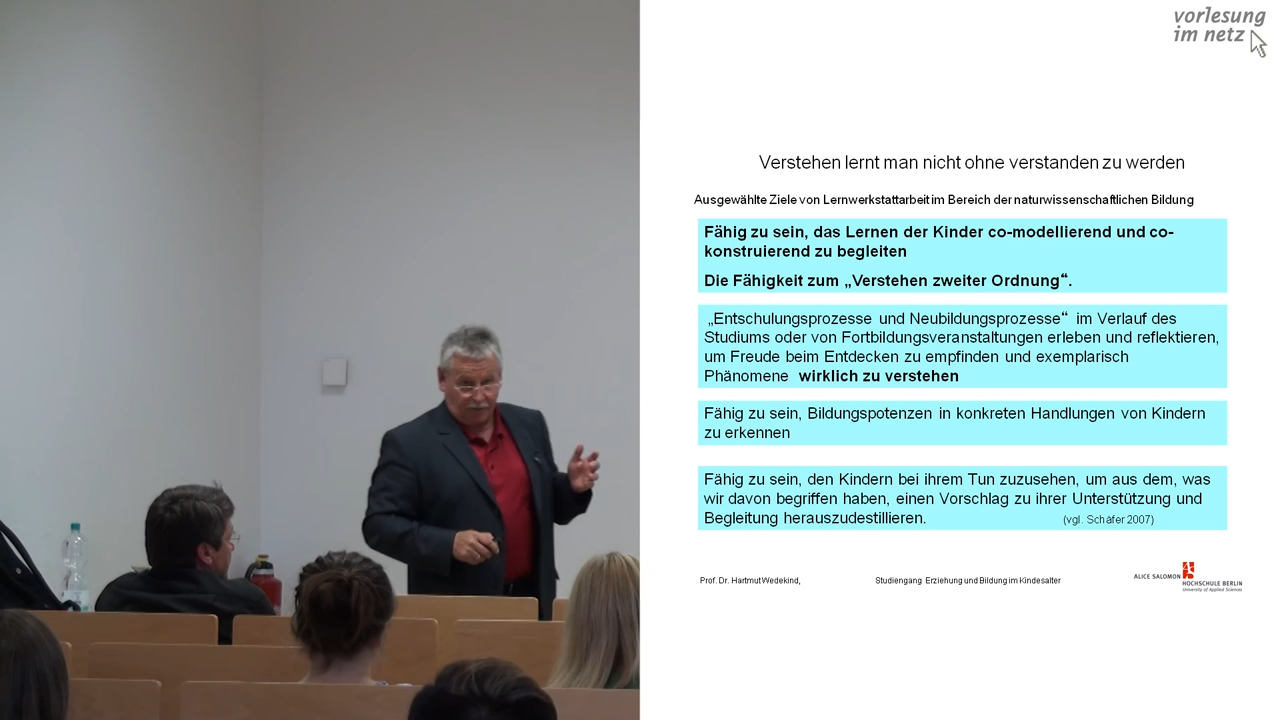 vorlesung
im netz
Verstehen lernt man nicht ohne verstanden zu werden
Ausgewählte Ziele von Lernwerkstattarbeit im Bereich der naturwissenschaftlichen Bildung
Fähig zu sein, das Lernen der Kinder co-modellierend und co-
konstruierend zu begleiten
Die Fähigkeit zum „Verstehen zweiter Ordnung“.
„Entschulungsprozesse und Neubildungsprozesse“ im Verlauf des
Studiums oder von Fortbildungsveranstaltungen erleben und reflektieren,
um Freude beim Entdecken zu empfinden und exemplarisch
Phänomene wirklich zu verstehen
Fähig zu sein, Bildungspotenzen in konkreten Handlungen von Kindern
zu erkennen
Fähig zu sein, den Kindern bei ihrem Tun zuzusehen, um aus dem, was
wir davon begriffen haben, einen Vorschlag zu ihrer Unterstützung und
Begleitung herauszudestillieren. (vgl. Schäfer 2007)
Prof. Dr. Hartmut Wedekind, Studiengang Erziehung und Bildung im Kindesalter
ALICE SALOMON
HOCHSCHULE BERLIN
University of Applied Sciences